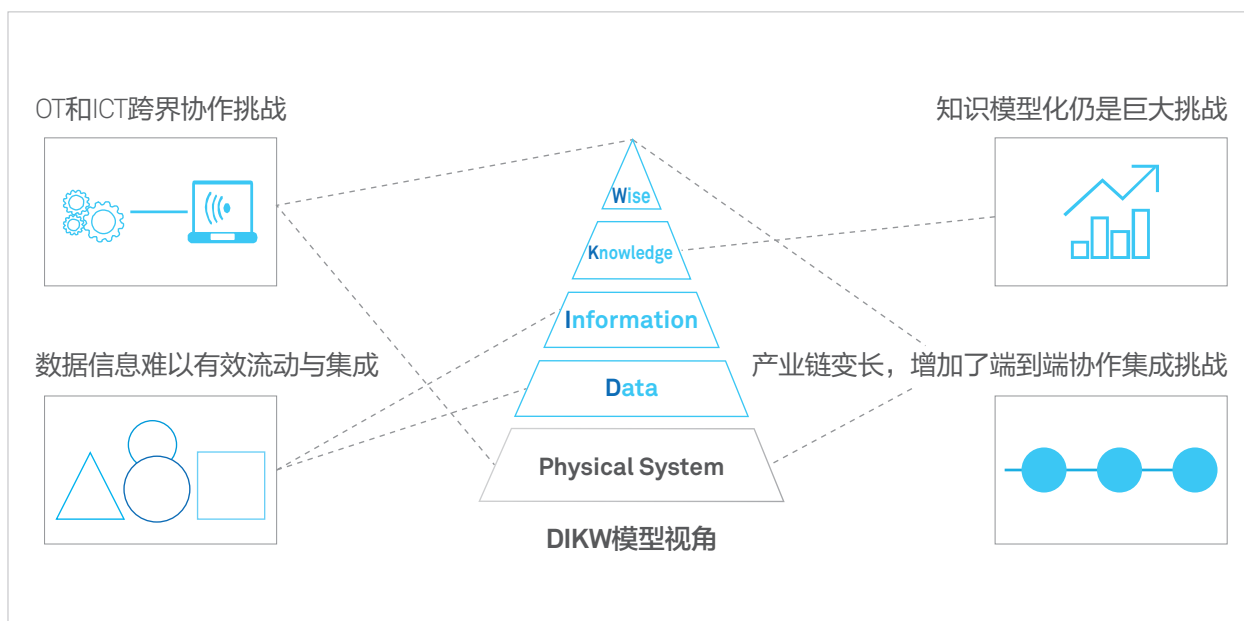 OT和ICT跨界协作挑战
知识模型化仍是巨大挑战
Wise
Knowledge
Information
数据信息难以有效流动与集成
产业链变长，增加了端到端协作集成挑战
Data
Physical System
DIKW模型视角